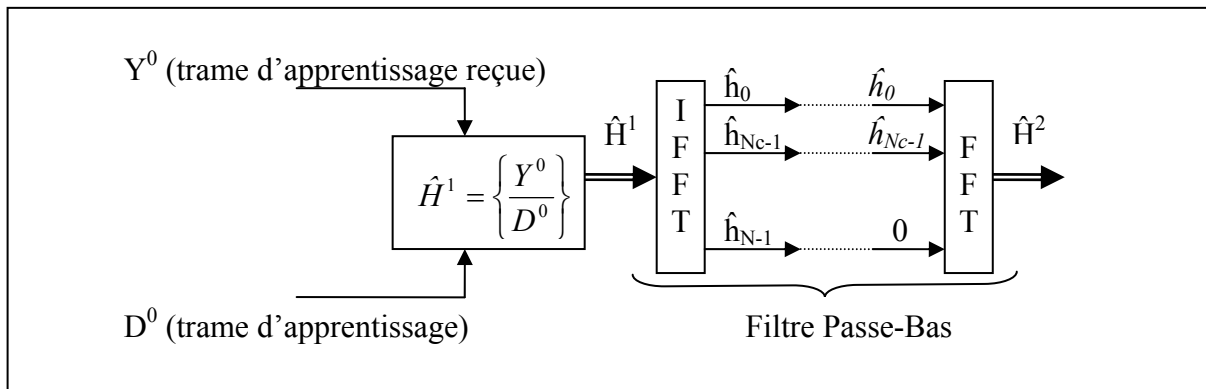 Y⁰ (trame d'apprentissage reçue)
Ĥ¹ = {Y⁰ / D⁰}
D⁰ (trame d'apprentissage)
Ĥ¹
I F F T
ĥ₀ ĥ₀
ĥ_Nc-1 ĥ_Nc-1
ĥ_N-1 0
F F T
Ĥ²
Filtre Passe-Bas